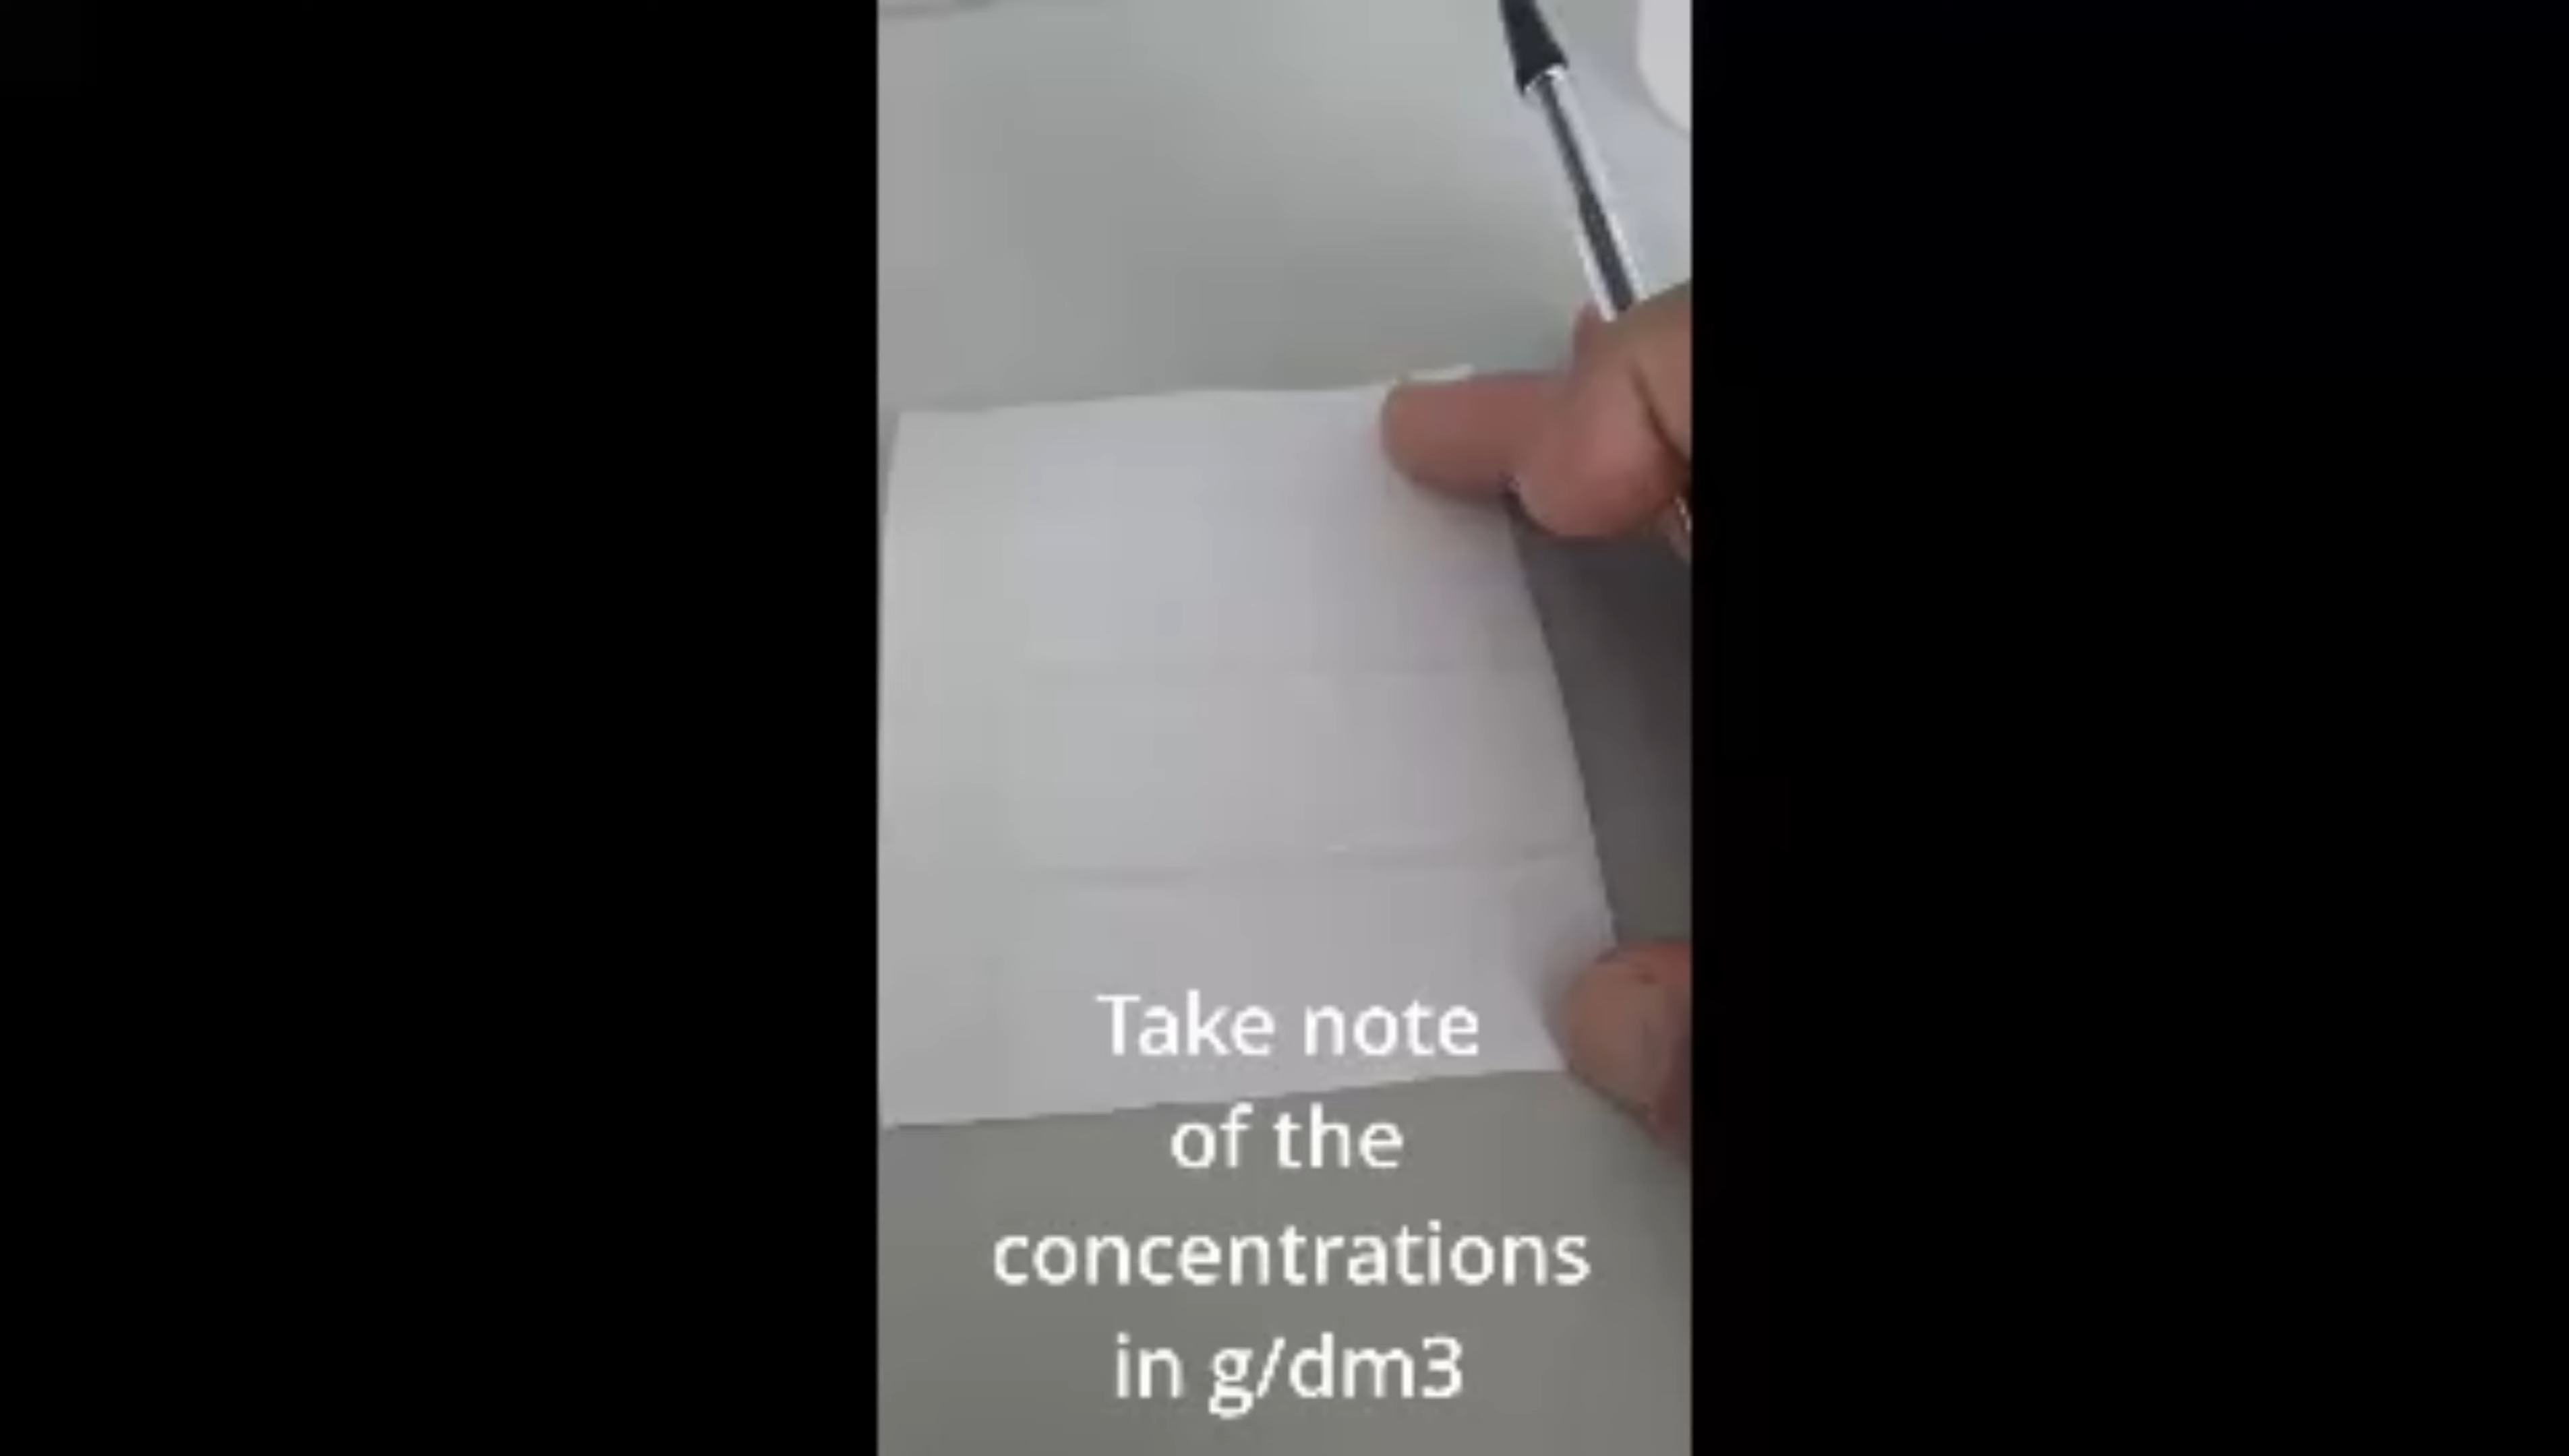 Take note
of the
concentrations
in g/dm3